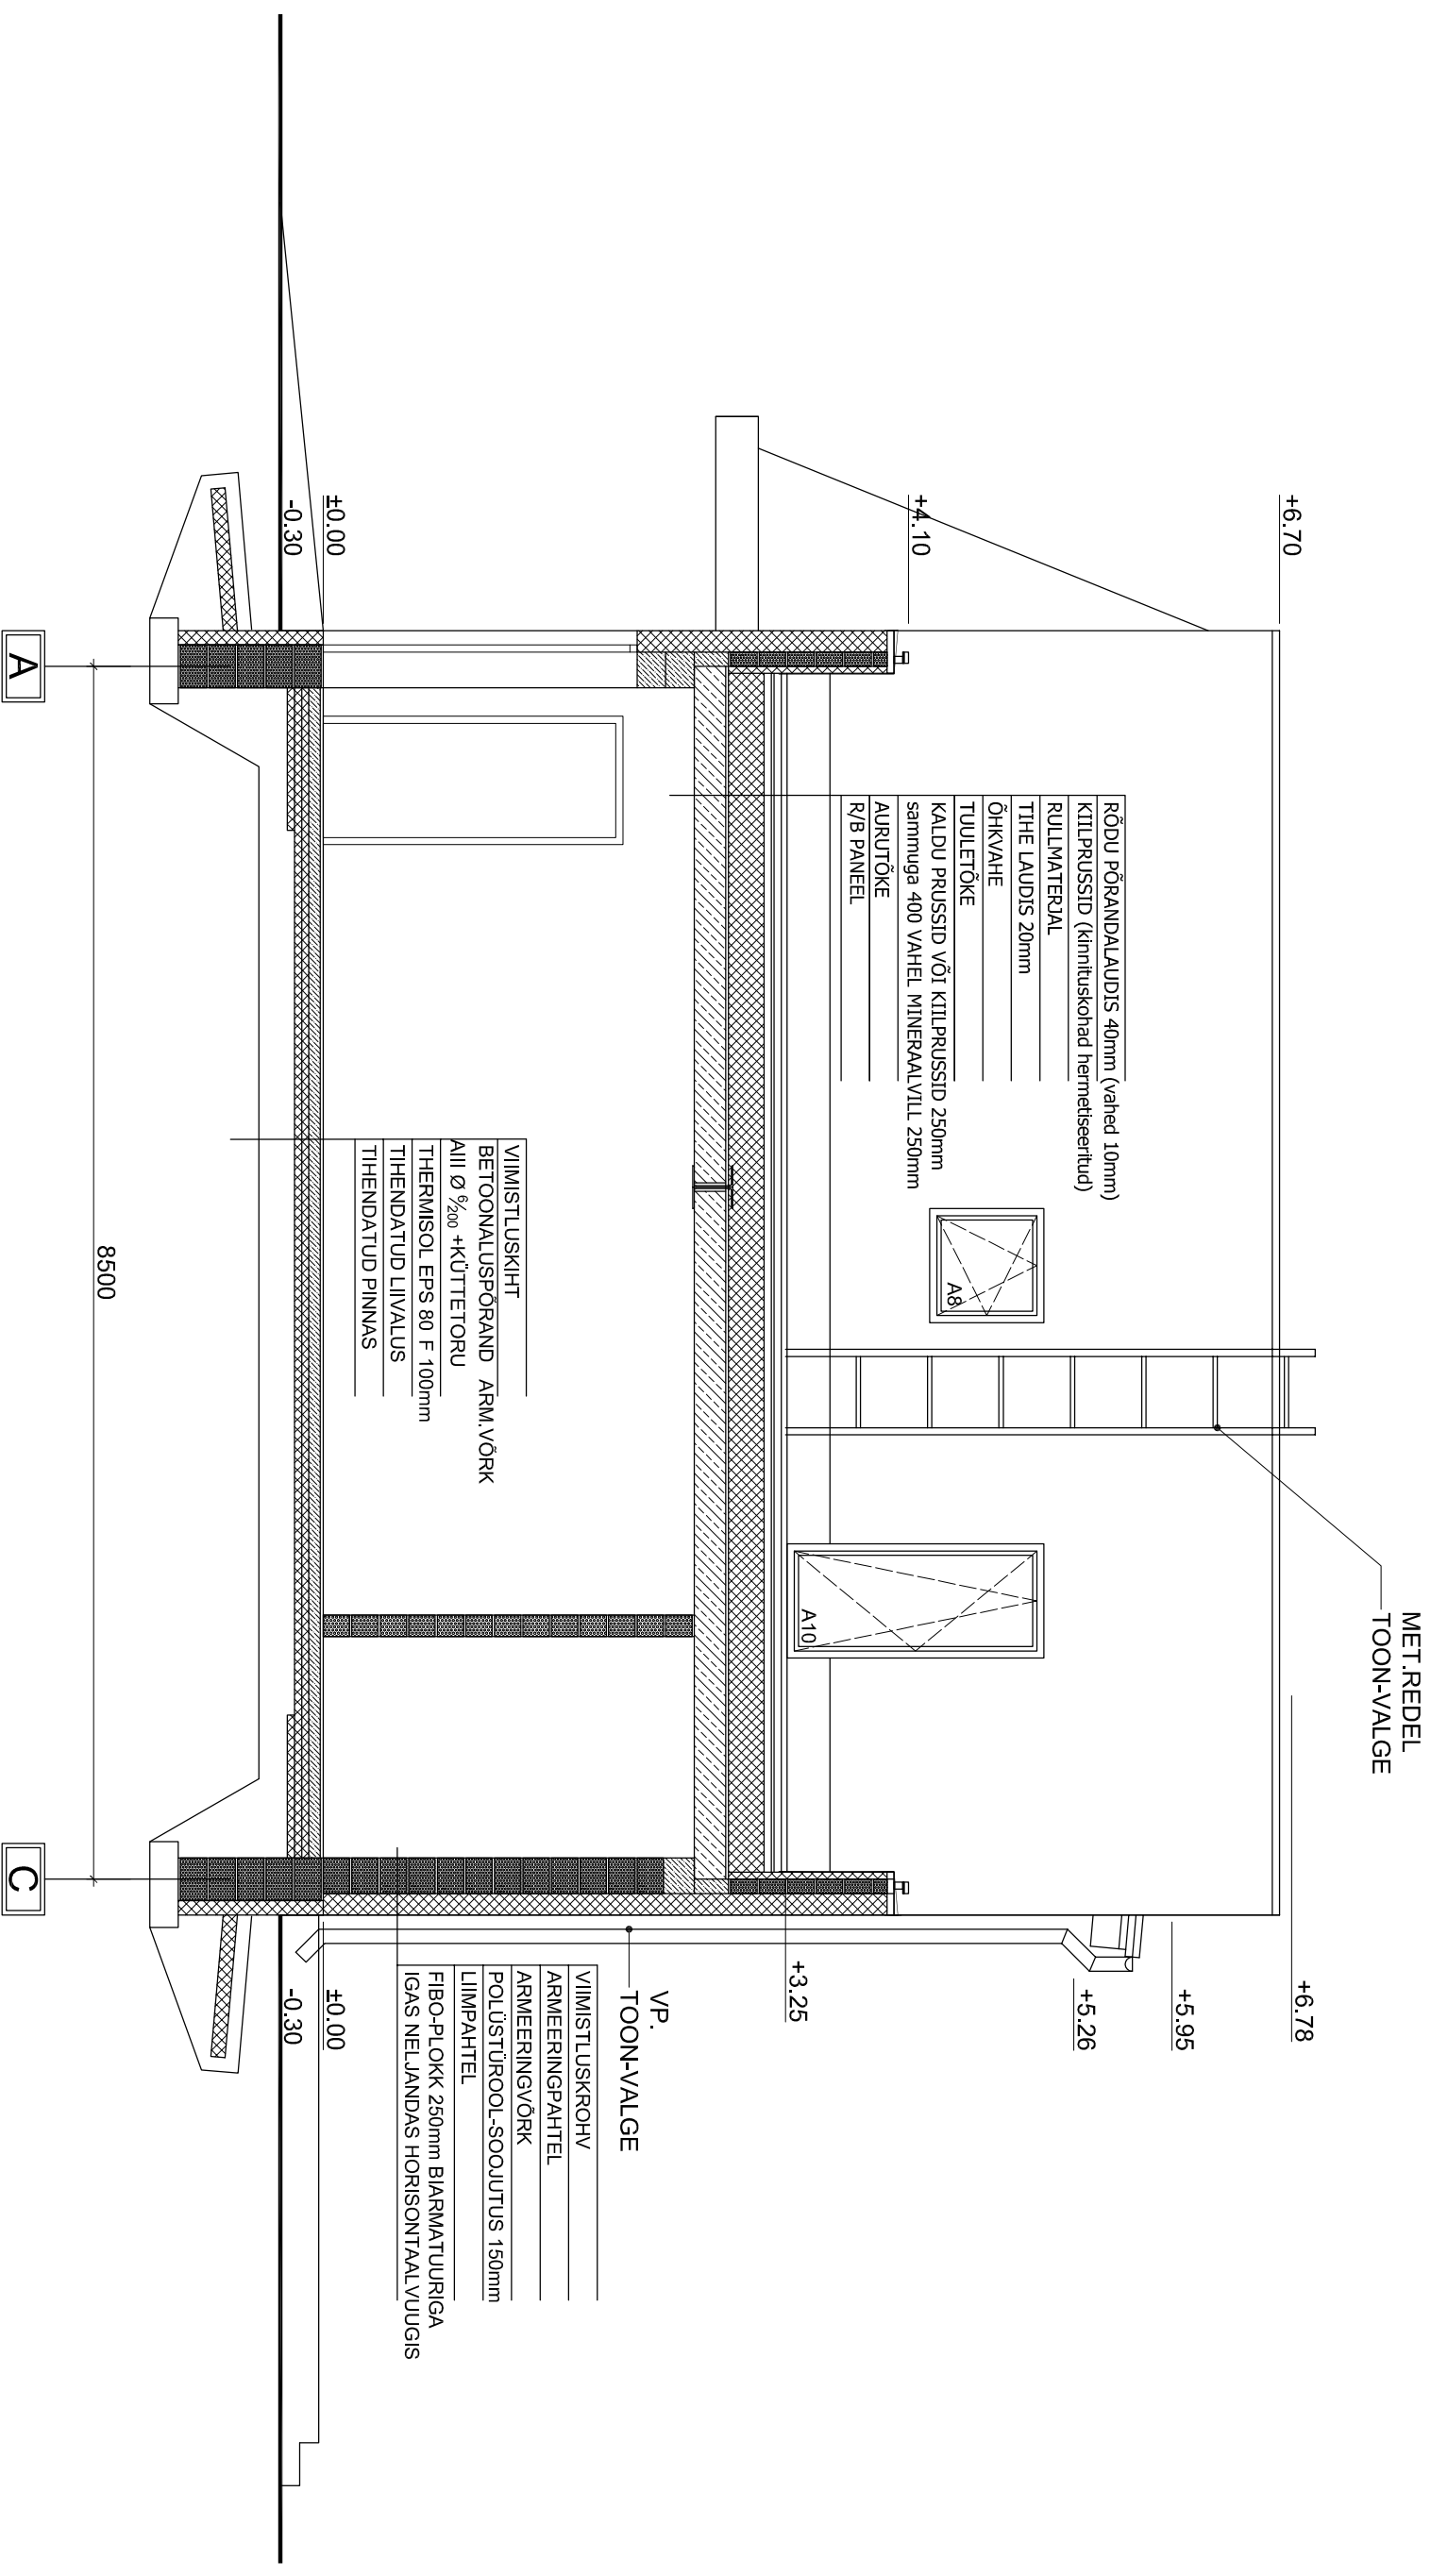 MET.REDEL
TOON-VALGE
+6.70
+6.78
+5.95
+5.26
+4.10
+3.25
RÕDU PÕRANDALAUDIS 40mm (vahed 10mm)
KIILPRUSSID (kinnituskohad hermetiseeritud)
RULLMATERJAL
TIHE LAUDIS 20mm
ÕHKVAHE
TUULETÕKE
KALDU PRUSSID VÕI KIILPRUSSID 250mm
sammuga 400 VAHEL MINERAALVILL 250mm
AURUTÕKE
R/B PANEEL
A8
A10
VP.
TOON-VALGE
VIIMISTLUSKROHV
ARMEERINGPAHTEL
ARMEERINGVÕRK
POLÜSTÜROOL-SOOJUTUS 150mm
LIIMPAHTEL
FIBO-PLOKK 250mm BIARMATUURIGA
IGAS NELJANDAS HORISONTAALVUUGIS
VIIMISTLUSKIHT
BETOONALUSPÕRAND ARM.VÕRK
AIII Ø 6/200 +KÜTTETORU
THERMISOL EPS 80 F 100mm
TIHENDATUD LIIVALUS
TIHENDATUD PINNAS
±0.00
-0.30
±0.00
-0.30
8500
A
C